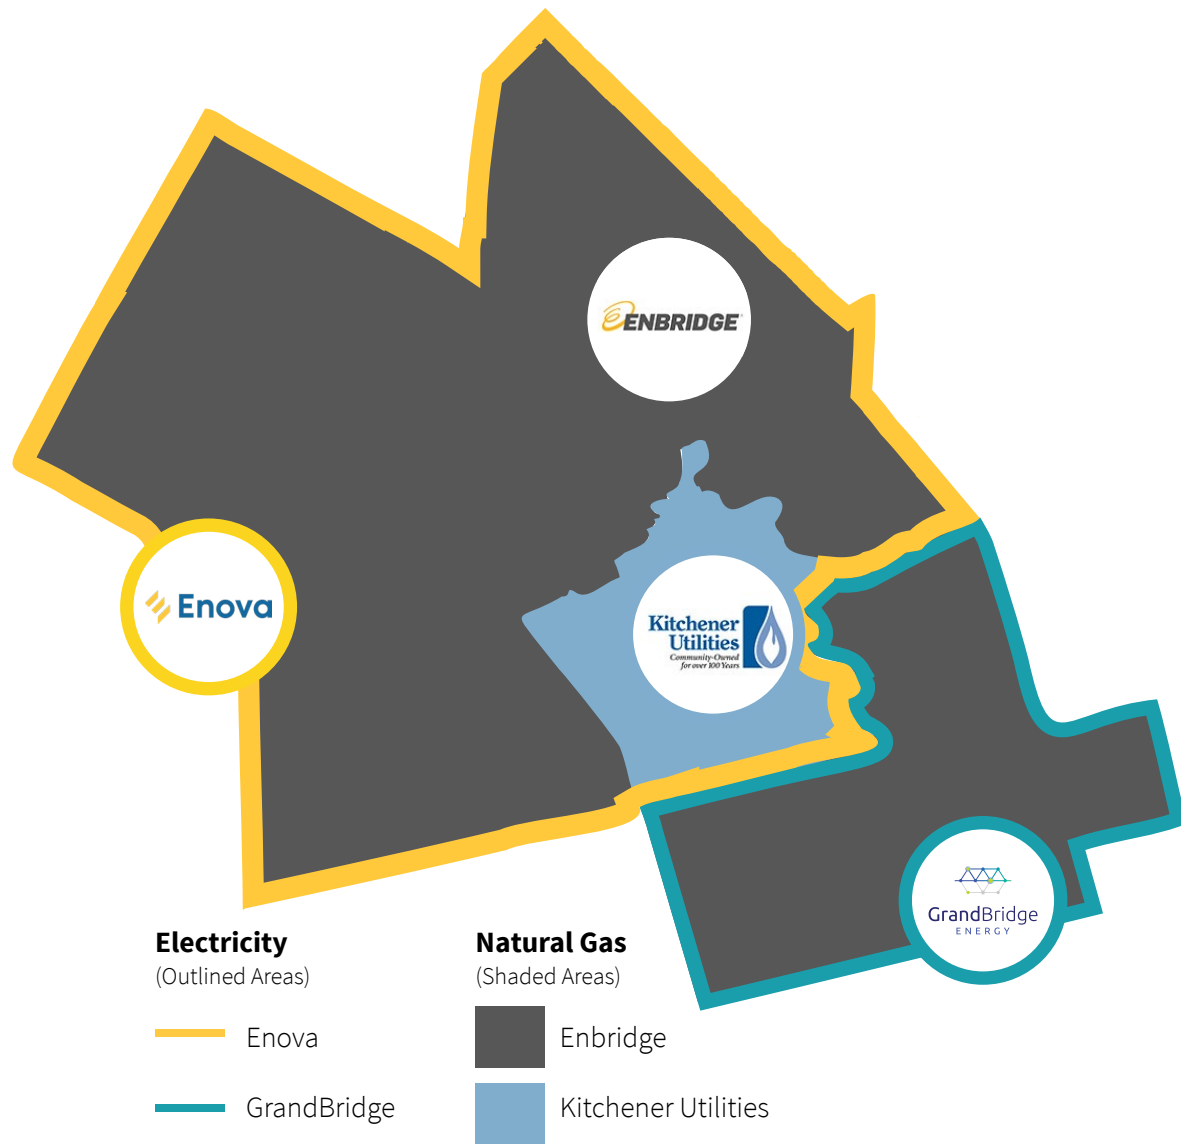 ENBRIDGE
Enova
Kitchener
Utilities
Community-Owned
for over 100 Years
GrandBridge
ENERGY
Electricity
(Outlined Areas)
Enova
GrandBridge
Natural Gas
(Shaded Areas)
Enbridge
Kitchener Utilities